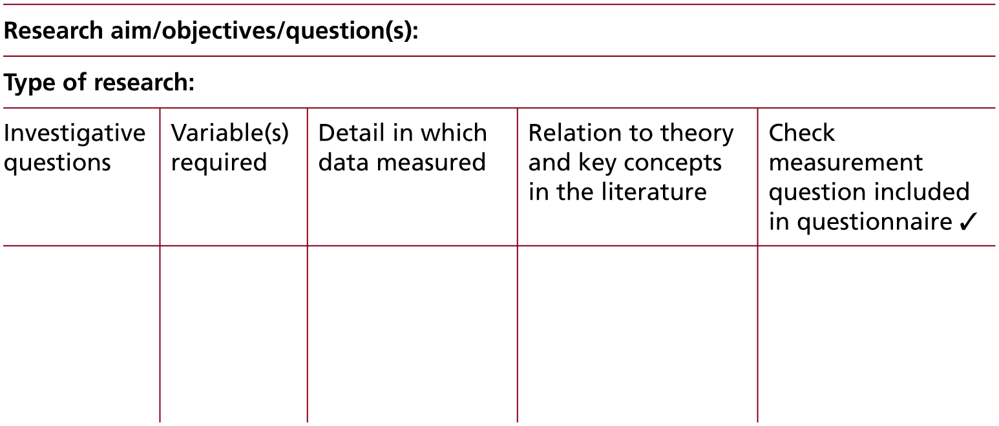 Research aim/objectives/question(s):
Type of research:
Investigative
questions
Variable(s)
required
Detail in which
data measured
Relation to theory
and key concepts
in the literature
Check
measurement
question included
in questionnaire ✓